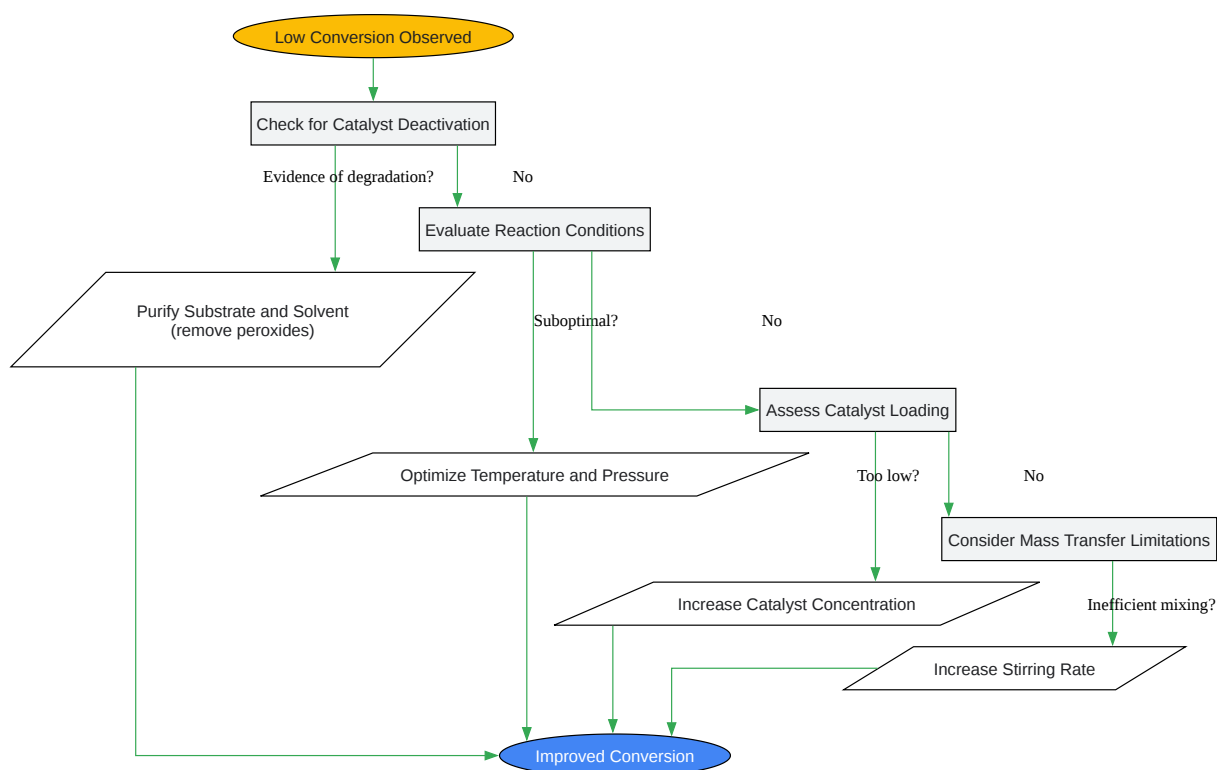 Low Conversion Observed
Check for Catalyst Deactivation
Evidence of degradation?
No
Evaluate Reaction Conditions
Purify Substrate and Solvent
(remove peroxides)
Suboptimal?
No
Assess Catalyst Loading
Optimize Temperature and Pressure
Too low?
No
Consider Mass Transfer Limitations
Increase Catalyst Concentration
Inefficient mixing?
Increase Stirring Rate
Improved Conversion